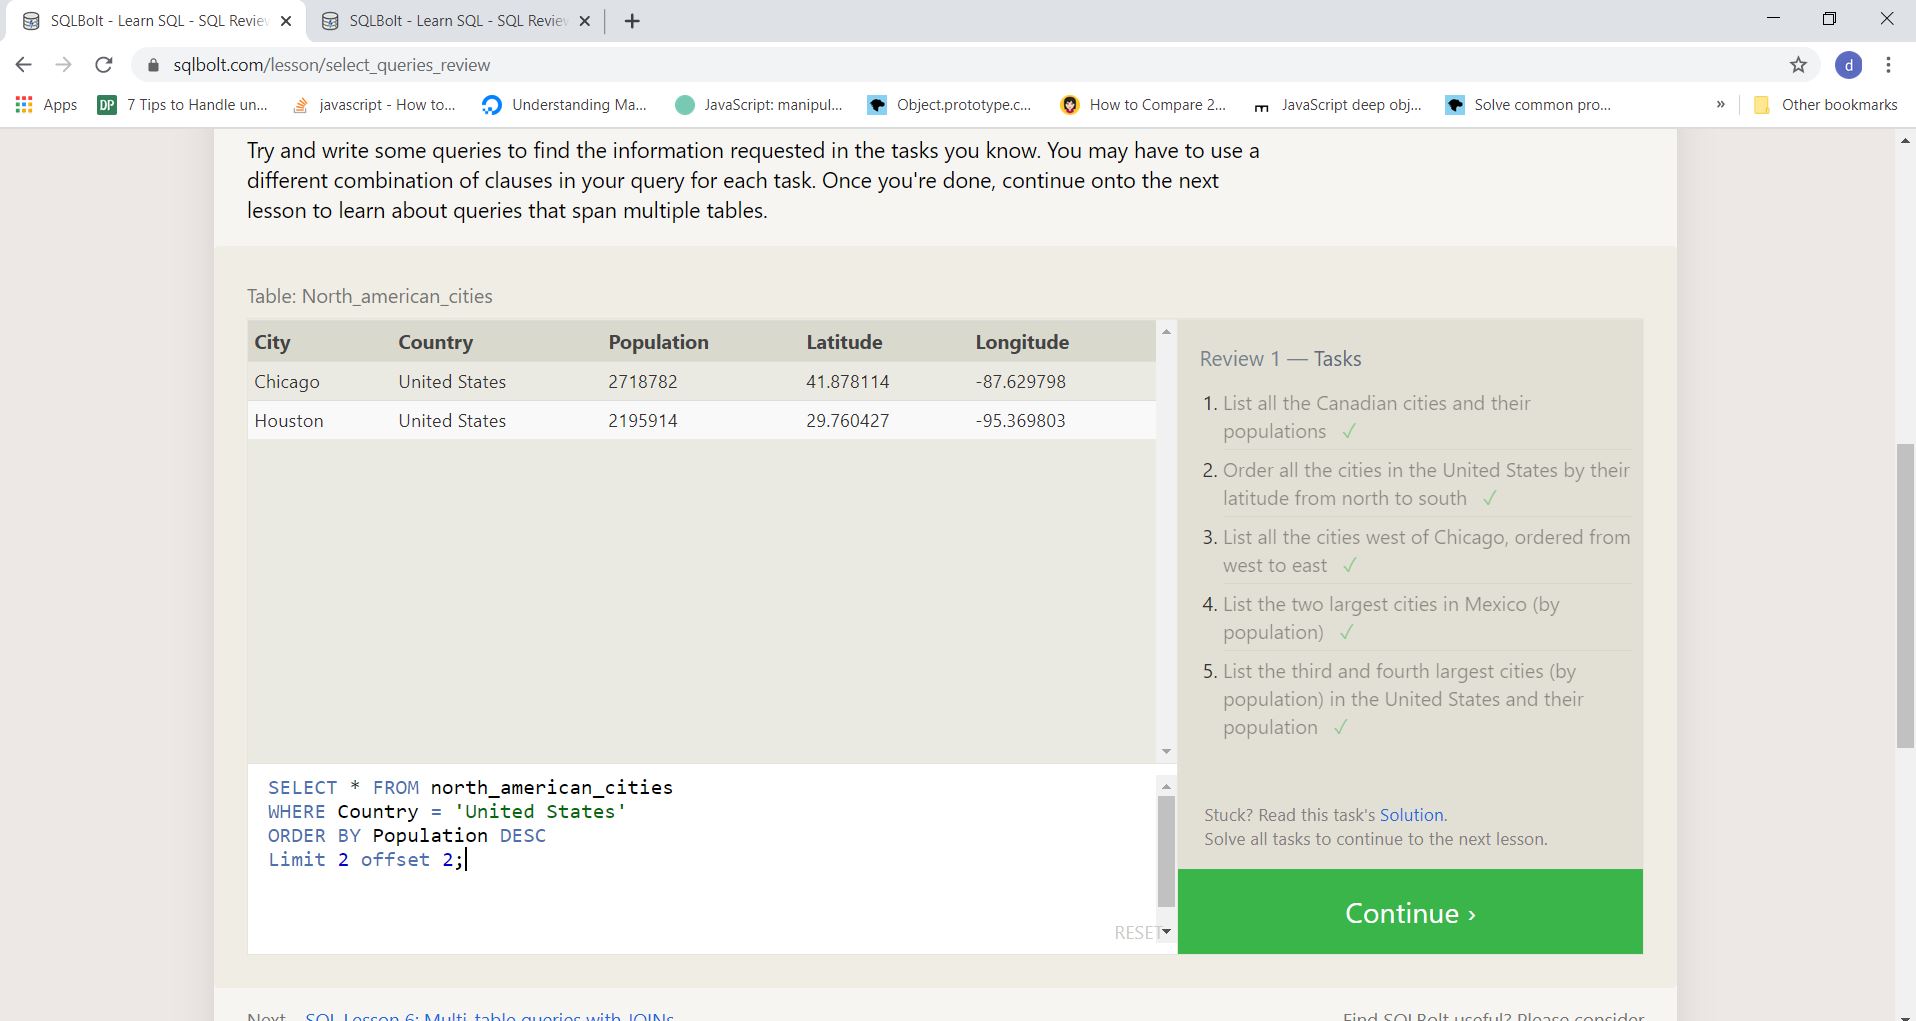 SQLBolt - Learn SQL - SQL Review
SQLBolt - Learn SQL - SQL Review
sqlbolt.com/lesson/select_queries_review
d
Apps
DP 7 Tips to Handle un...
javascript - How to...
Understanding Ma...
JavaScript: manipul...
Object.prototype.c...
How to Compare 2...
m JavaScript deep obj...
Solve common pro...
» Other bookmarks
Try and write some queries to find the information requested in the tasks you know. You may have to use a
different combination of clauses in your query for each task. Once you're done, continue onto the next
lesson to learn about queries that span multiple tables.
Table: North_american_cities
City Country Population Latitude Longitude
Chicago United States 2718782 41.878114 -87.629798
Houston United States 2195914 29.760427 -95.369803
SELECT * FROM north_american_cities
WHERE Country = 'United States'
ORDER BY Population DESC
Limit 2 offset 2;
RESET
Review 1 — Tasks
1. List all the Canadian cities and their
populations ✓
2. Order all the cities in the United States by their
latitude from north to south ✓
3. List all the cities west of Chicago, ordered from
west to east ✓
4. List the two largest cities in Mexico (by
population) ✓
5. List the third and fourth largest cities (by
population) in the United States and their
population ✓
Stuck? Read this task's Solution.
Solve all tasks to continue to the next lesson.
Continue ›
Next – SQL Lesson 6: Multi-table queries with JOINs
Find SQLBolt useful? Please consider